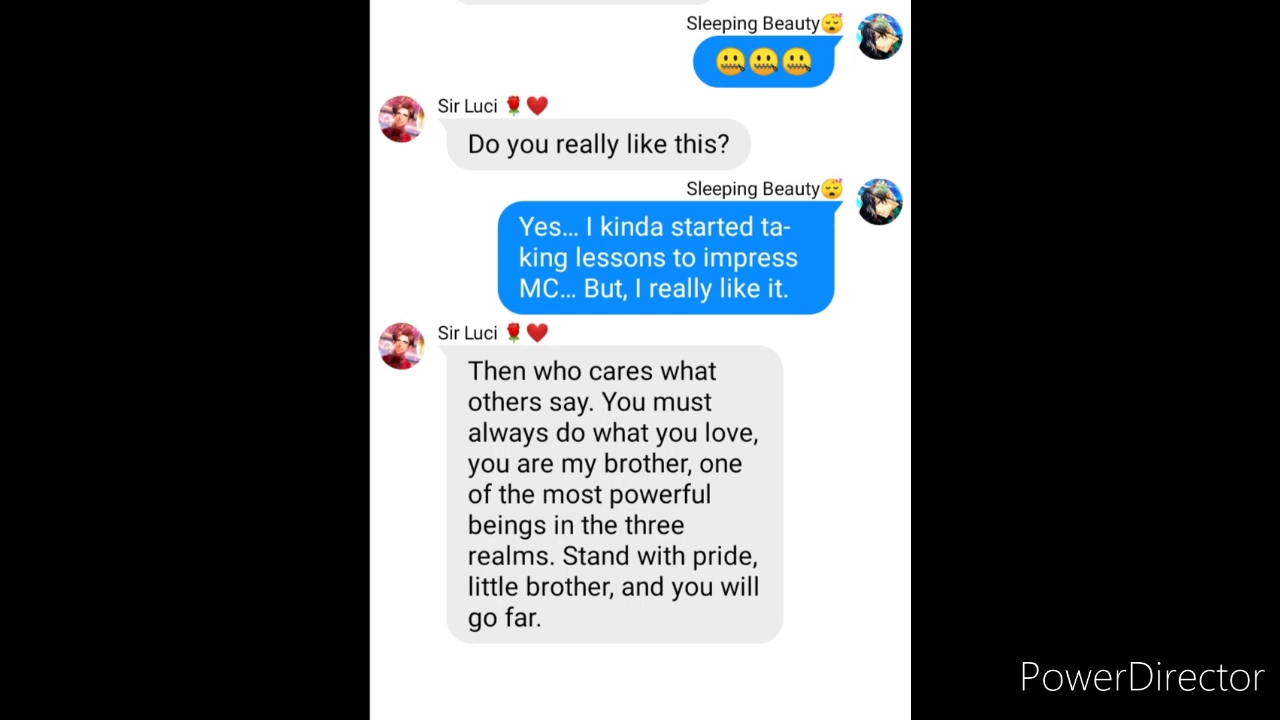 Sleeping Beauty😴
🤐🤐🤐
Sir Luci 🌹❤️
Do you really like this?
Sleeping Beauty😴
Yes... I kinda started ta-
king lessons to impress
MC... But, I really like it.
Sir Luci 🌹❤️
Then who cares what
others say. You must
always do what you love,
you are my brother, one
of the most powerful
beings in the three
realms. Stand with pride,
little brother, and you will
go far.
PowerDirector